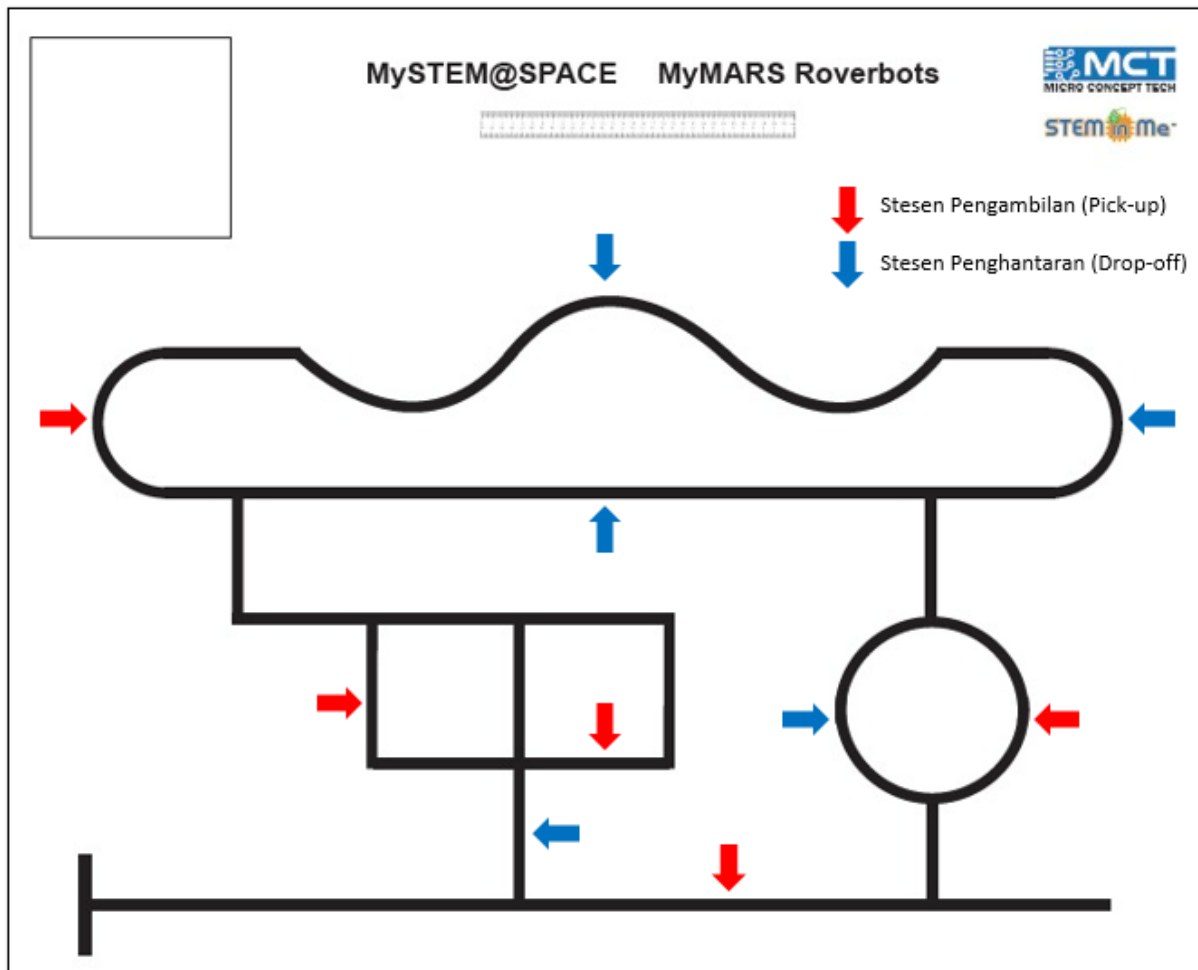 MySTEM@SPACE MyMARS Roverbots
MCT
MICRO CONCEPT TECH
STEM in Me
Stesen Pengambilan (Pick-up)
Stesen Penghantaran (Drop-off)